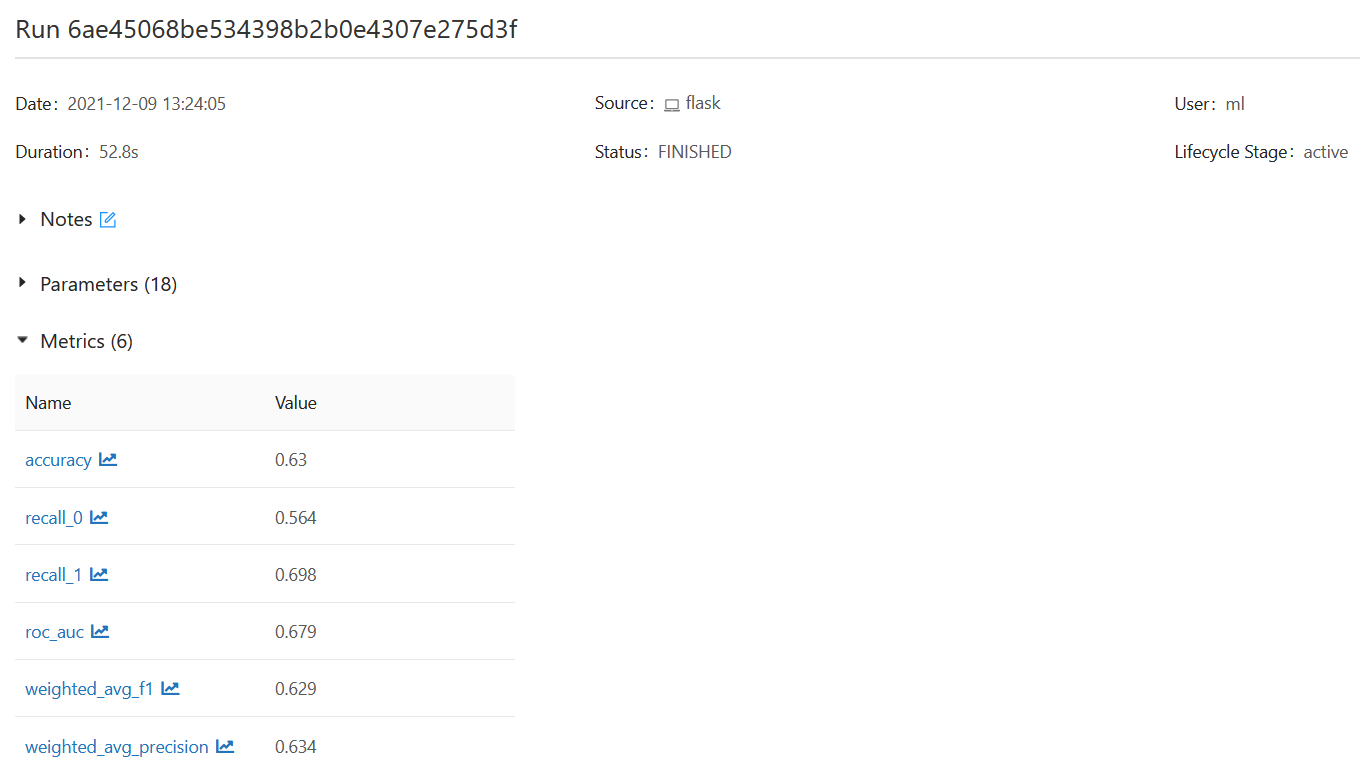 Run 6ae45068be534398b2b0e4307e275d3f
Date: 2021-12-09 13:24:05
Source: flask
User: ml
Duration: 52.8s
Status: FINISHED
Lifecycle Stage: active
Notes
Parameters (18)
Metrics (6)
Name Value
accuracy 0.63
recall_0 0.564
recall_1 0.698
roc_auc 0.679
weighted_avg_f1 0.629
weighted_avg_precision 0.634